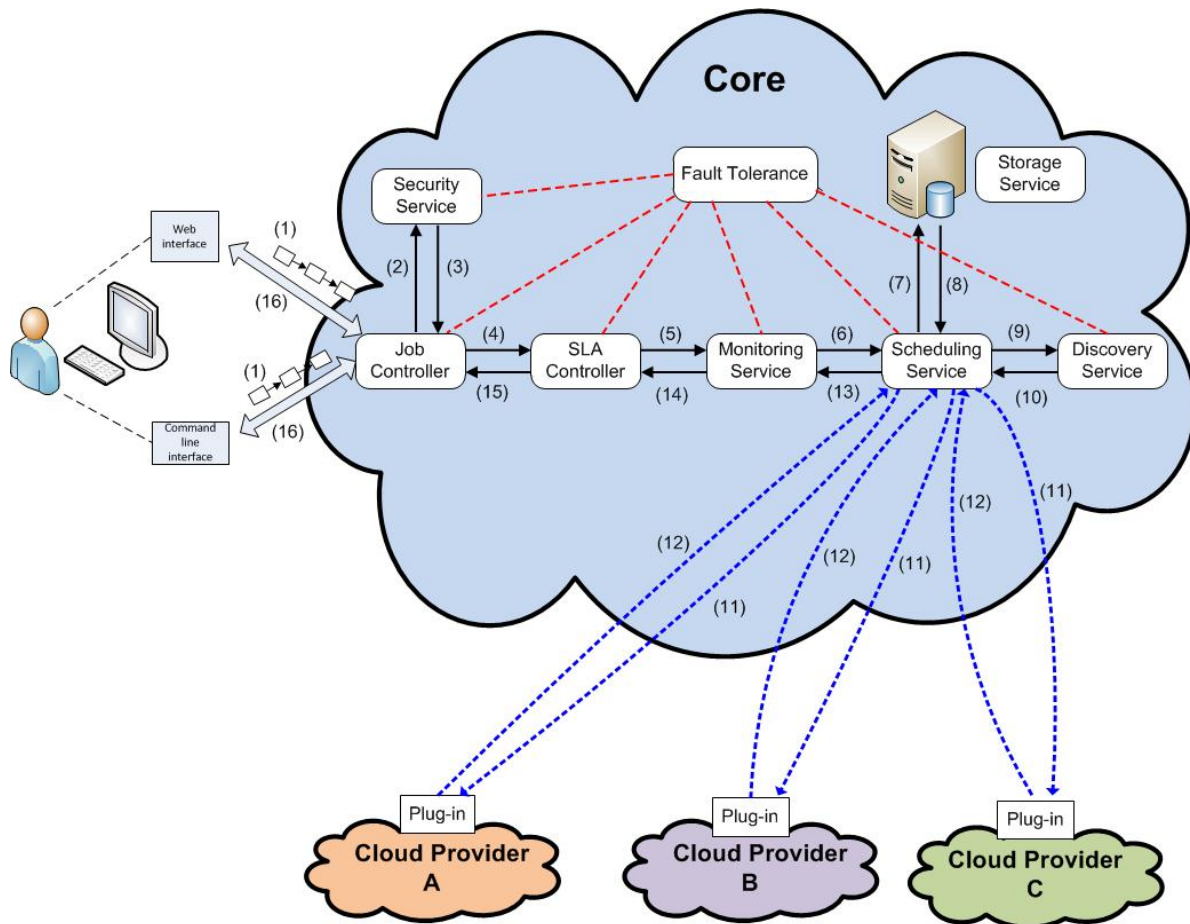 Core
Fault Tolerance
Storage
Service
Security
Service
Web
interface
(1)
(16)
(2)
(3)
(7)
(8)
Job
Controller
(4)
(15)
SLA
Controller
(5)
(14)
Monitoring
Service
(6)
(13)
Scheduling
Service
(9)
(10)
Discovery
Service
(1)
(16)
Command
line
interface
(12)
(11)
(12)
(11)
(12)
(11)
Plug-in
Cloud Provider
A
Plug-in
Cloud Provider
B
Plug-in
Cloud Provider
C